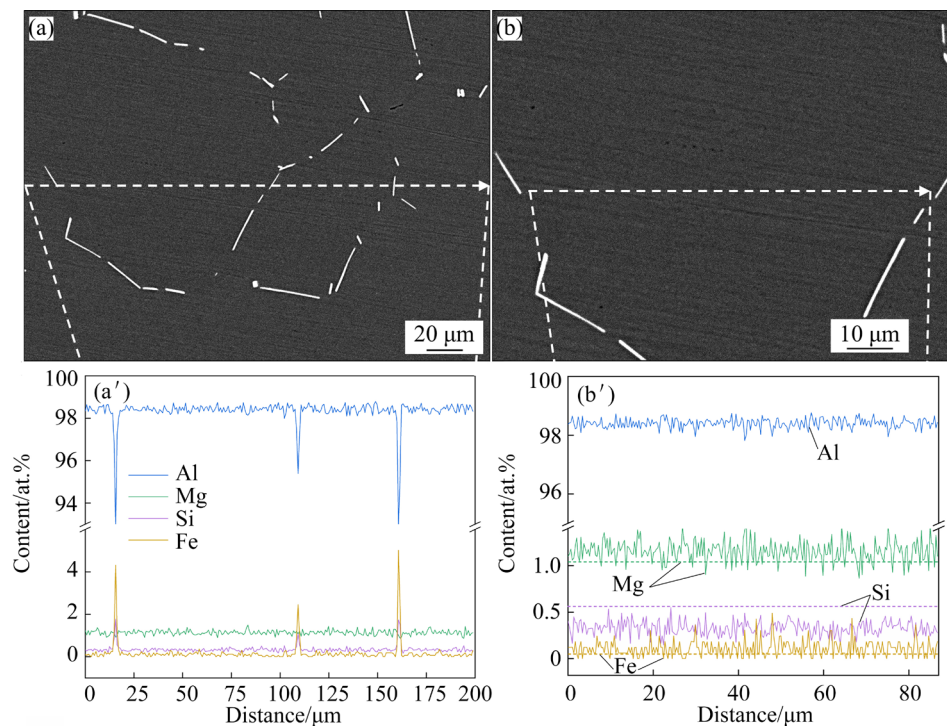 (a)
(b)
20 μm
10 μm
(a′)
(b′)
100
98
96
94
4
2
0
Content/at.%
Al
Mg
Si
Fe
0 25 50 75 100 125 150 175 200
Distance/μm
100
98
96
1.0
0.5
0
Content/at.%
Al
Mg
Si
Fe
0 20 40 60 80
Distance/μm